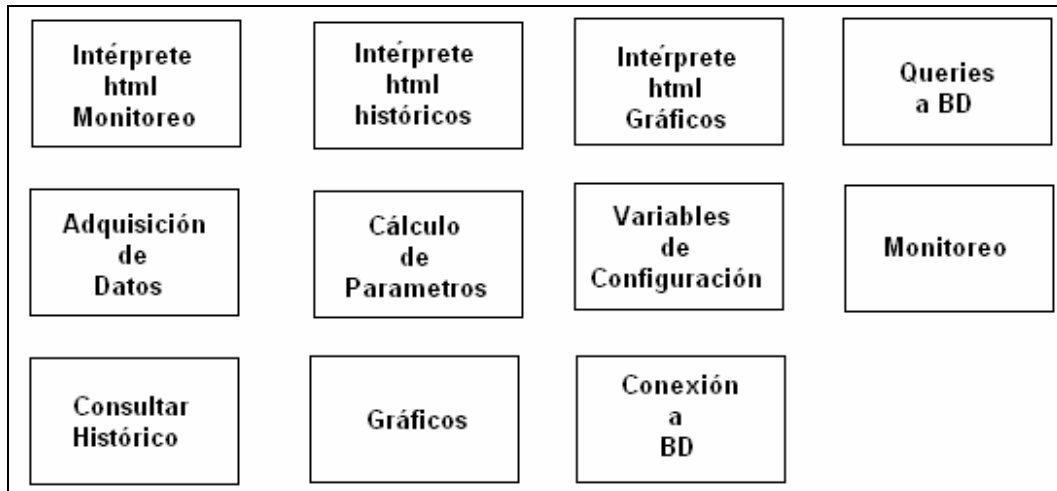 Intérprete
html
Monitoreo
Intérprete
html
históricos
Intérprete
html
Gráficos
Queries
a BD
Adquisición
de
Datos
Cálculo
de
Parametros
Variables
de
Configuración
Monitoreo
Consultar
Histórico
Gráficos
Conexión
a
BD